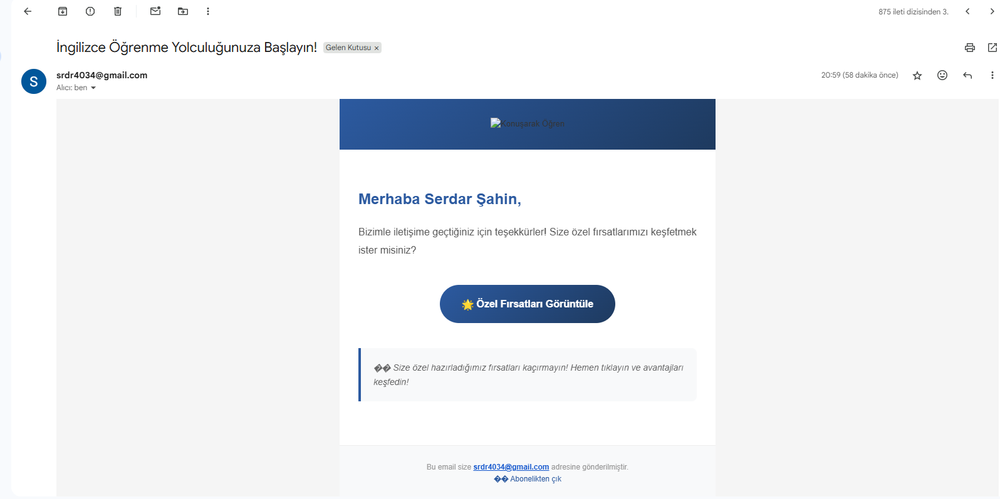 875 ileti dizisinden 3.
İngilizce Öğrenme Yolculuğunuza Başlayın! Gelen Kutusu ×
S
srdr4034@gmail.com
20:59 (58 dakika önce)
Alıcı: ben
Konuşarak Öğren
Merhaba Serdar Şahin,
Bizimle iletişime geçtiğiniz için teşekkürler! Size özel fırsatlarımızı keşfetmek
ister misiniz?
🌟 Özel Fırsatları Görüntüle
�� Size özel hazırladığımız fırsatları kaçırmayın! Hemen tıklayın ve avantajları
keşfedin!
Bu email size srdr4034@gmail.com adresine gönderilmiştir.
�� Abonelikten çık